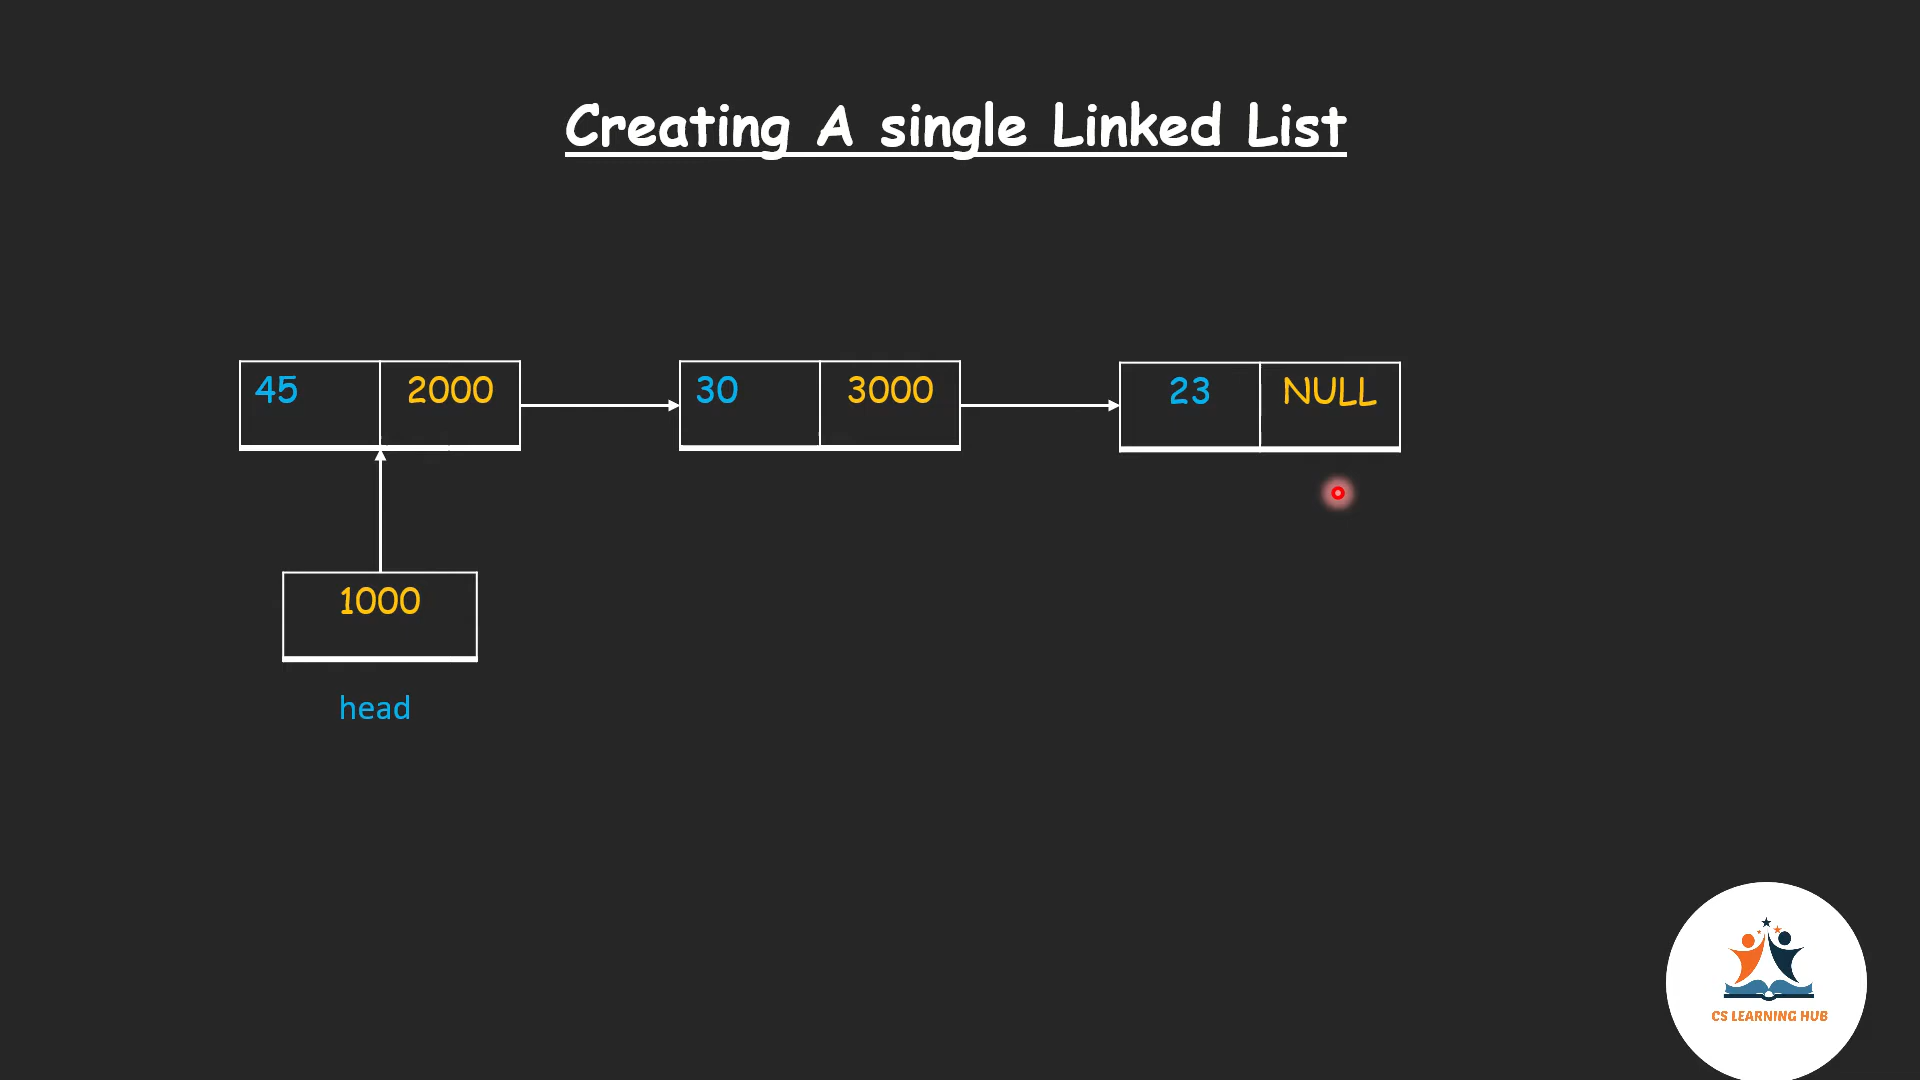 Creating A single Linked List
45 2000 30 3000 23 NULL
1000
head
CS LEARNING HUB